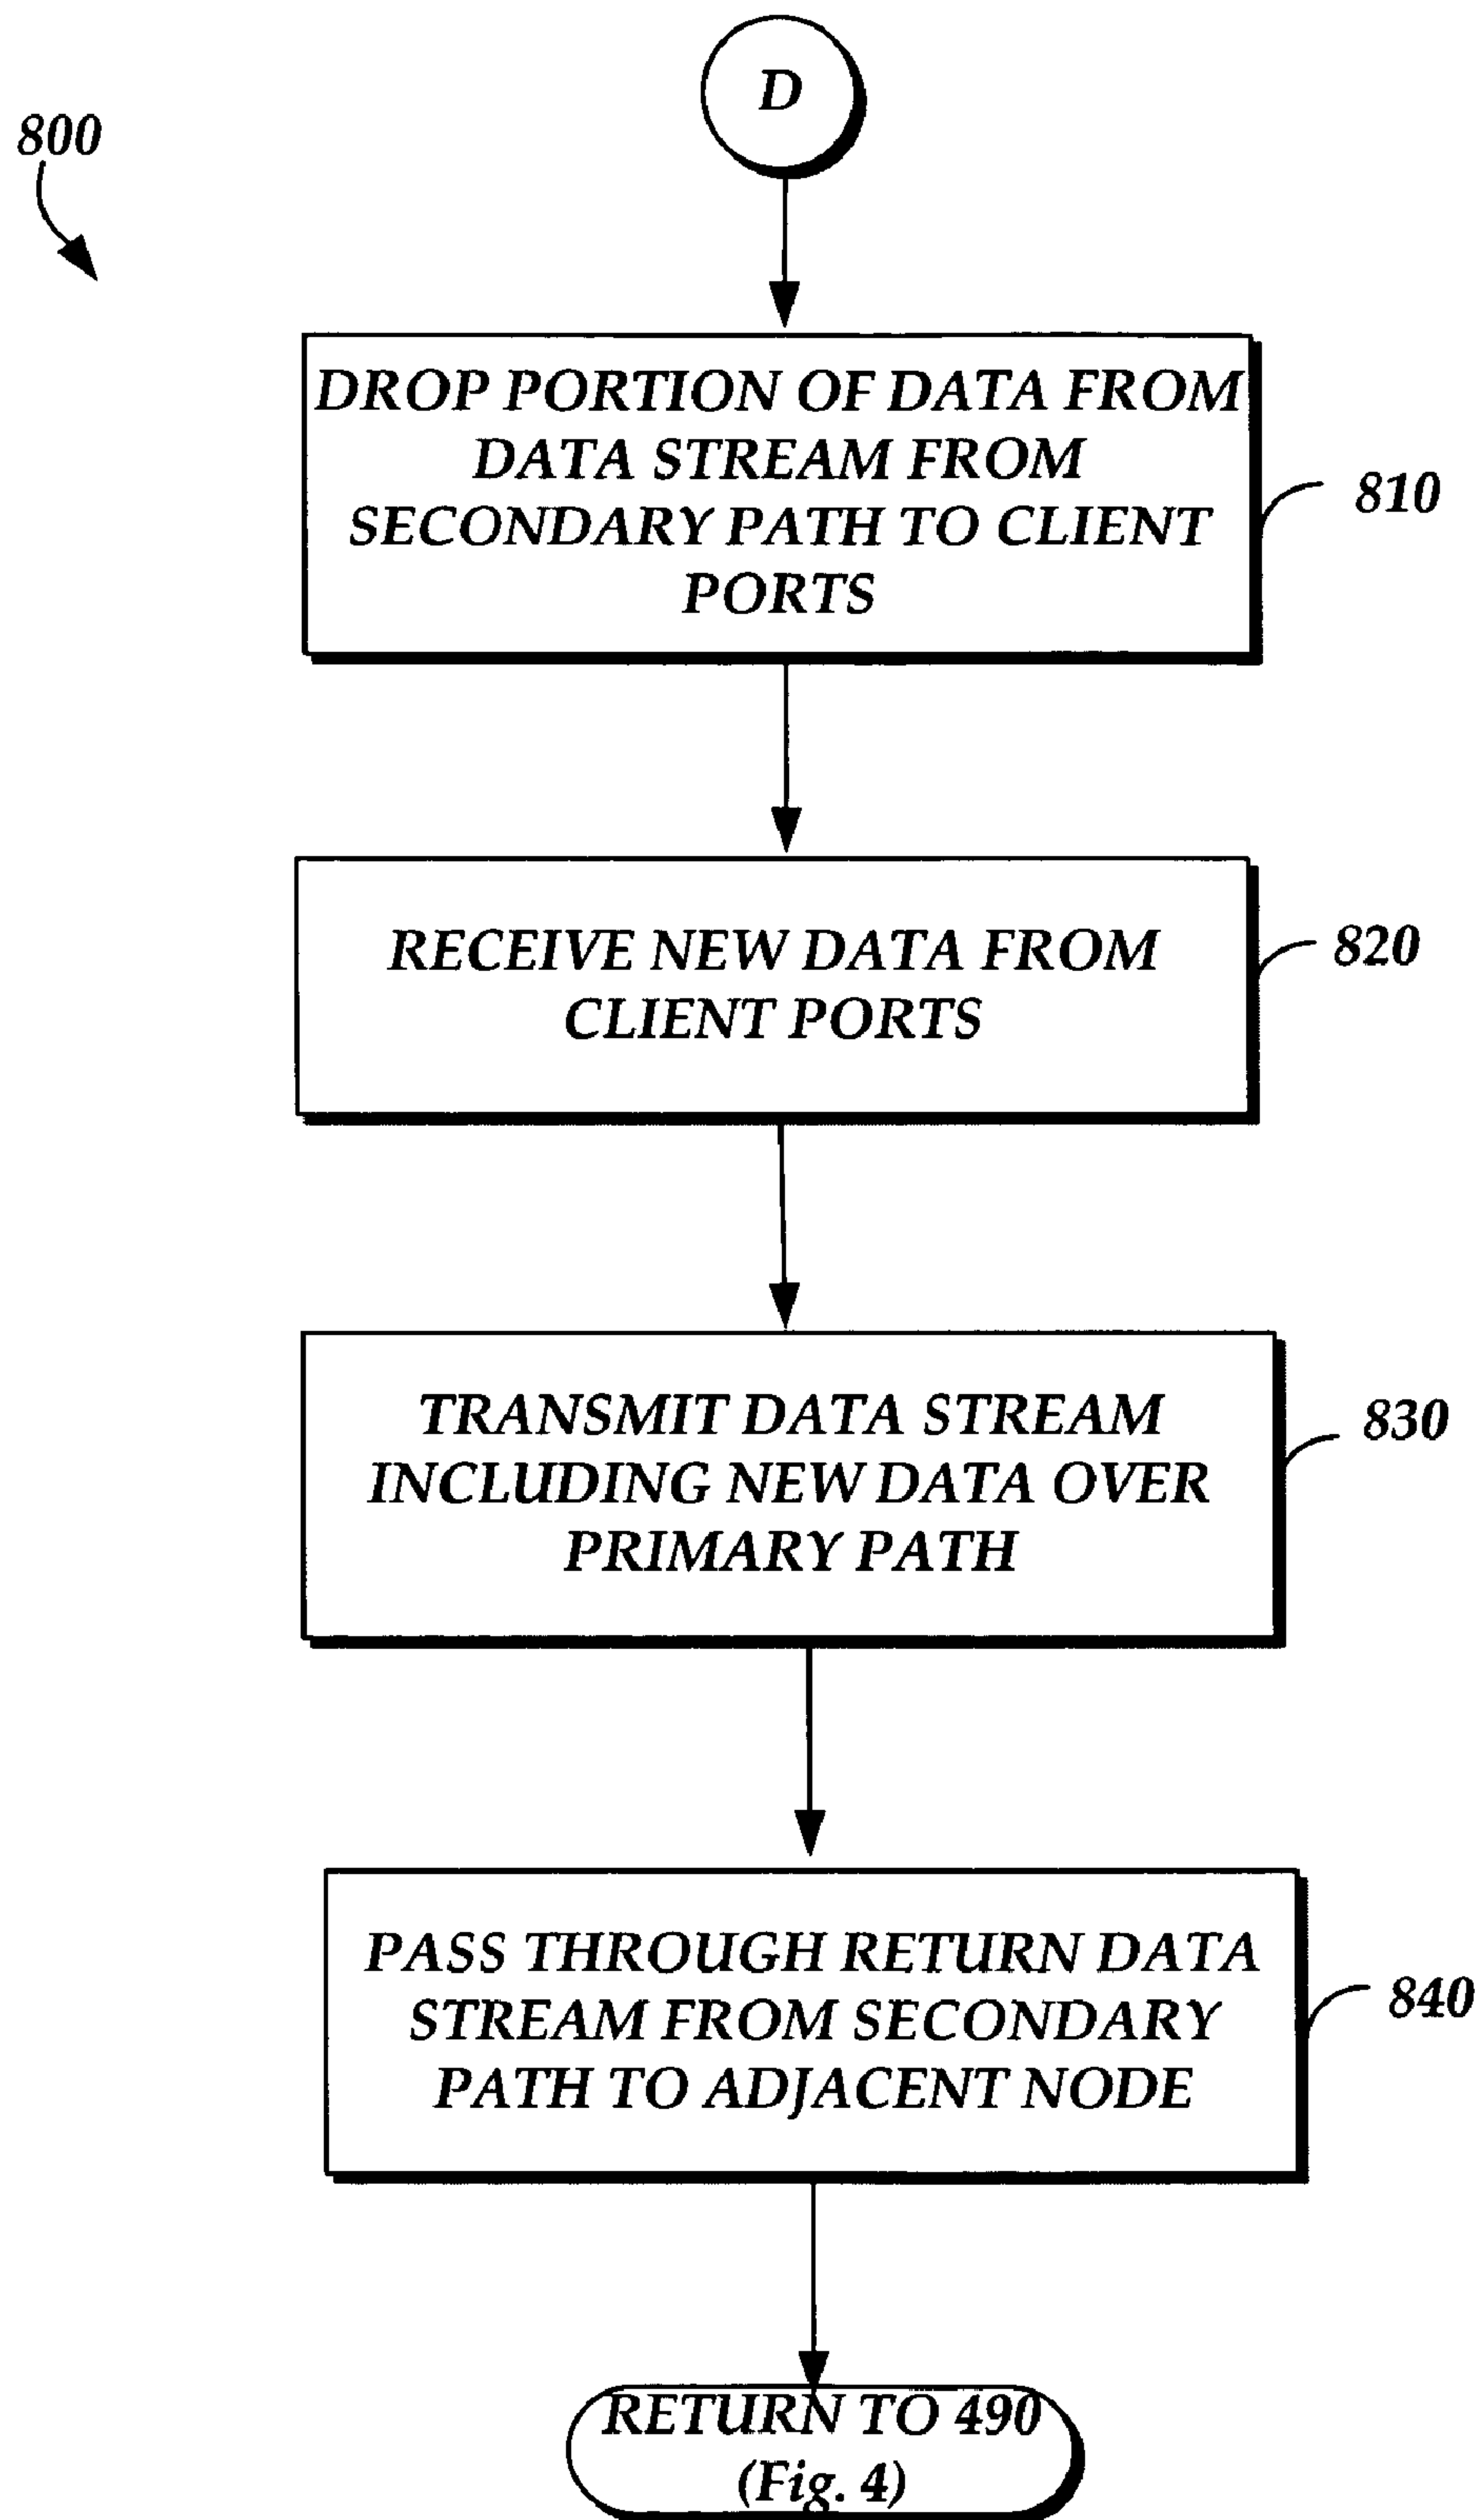 D
800
DROP PORTION OF DATA FROM
DATA STREAM FROM
SECONDARY PATH TO CLIENT
PORTS
810
RECEIVE NEW DATA FROM
CLIENT PORTS
820
TRANSMIT DATA STREAM
INCLUDING NEW DATA OVER
PRIMARY PATH
830
PASS THROUGH RETURN DATA
STREAM FROM SECONDARY
PATH TO ADJACENT NODE
840
RETURN TO 490
(Fig. 4)